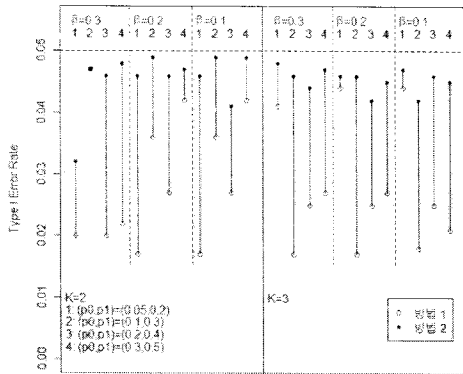 β=0.3 β=0.2 β=0.1 β=0.3 β=0.2 β=0.1
1 2 3 4 1 2 3 4 1 2 3 4 1 2 3 4 1 2 3 4 1 2 3 4
0.05
0.04
0.03
0.02
0.01
0.00
Type I Error Rate
K=2
1: (p0,p1)=(0.05,0.2)
2: (p0,p1)=(0.1,0.3)
3: (p0,p1)=(0.2,0.4)
4: (p0,p1)=(0.3,0.5)
K=3
1
2